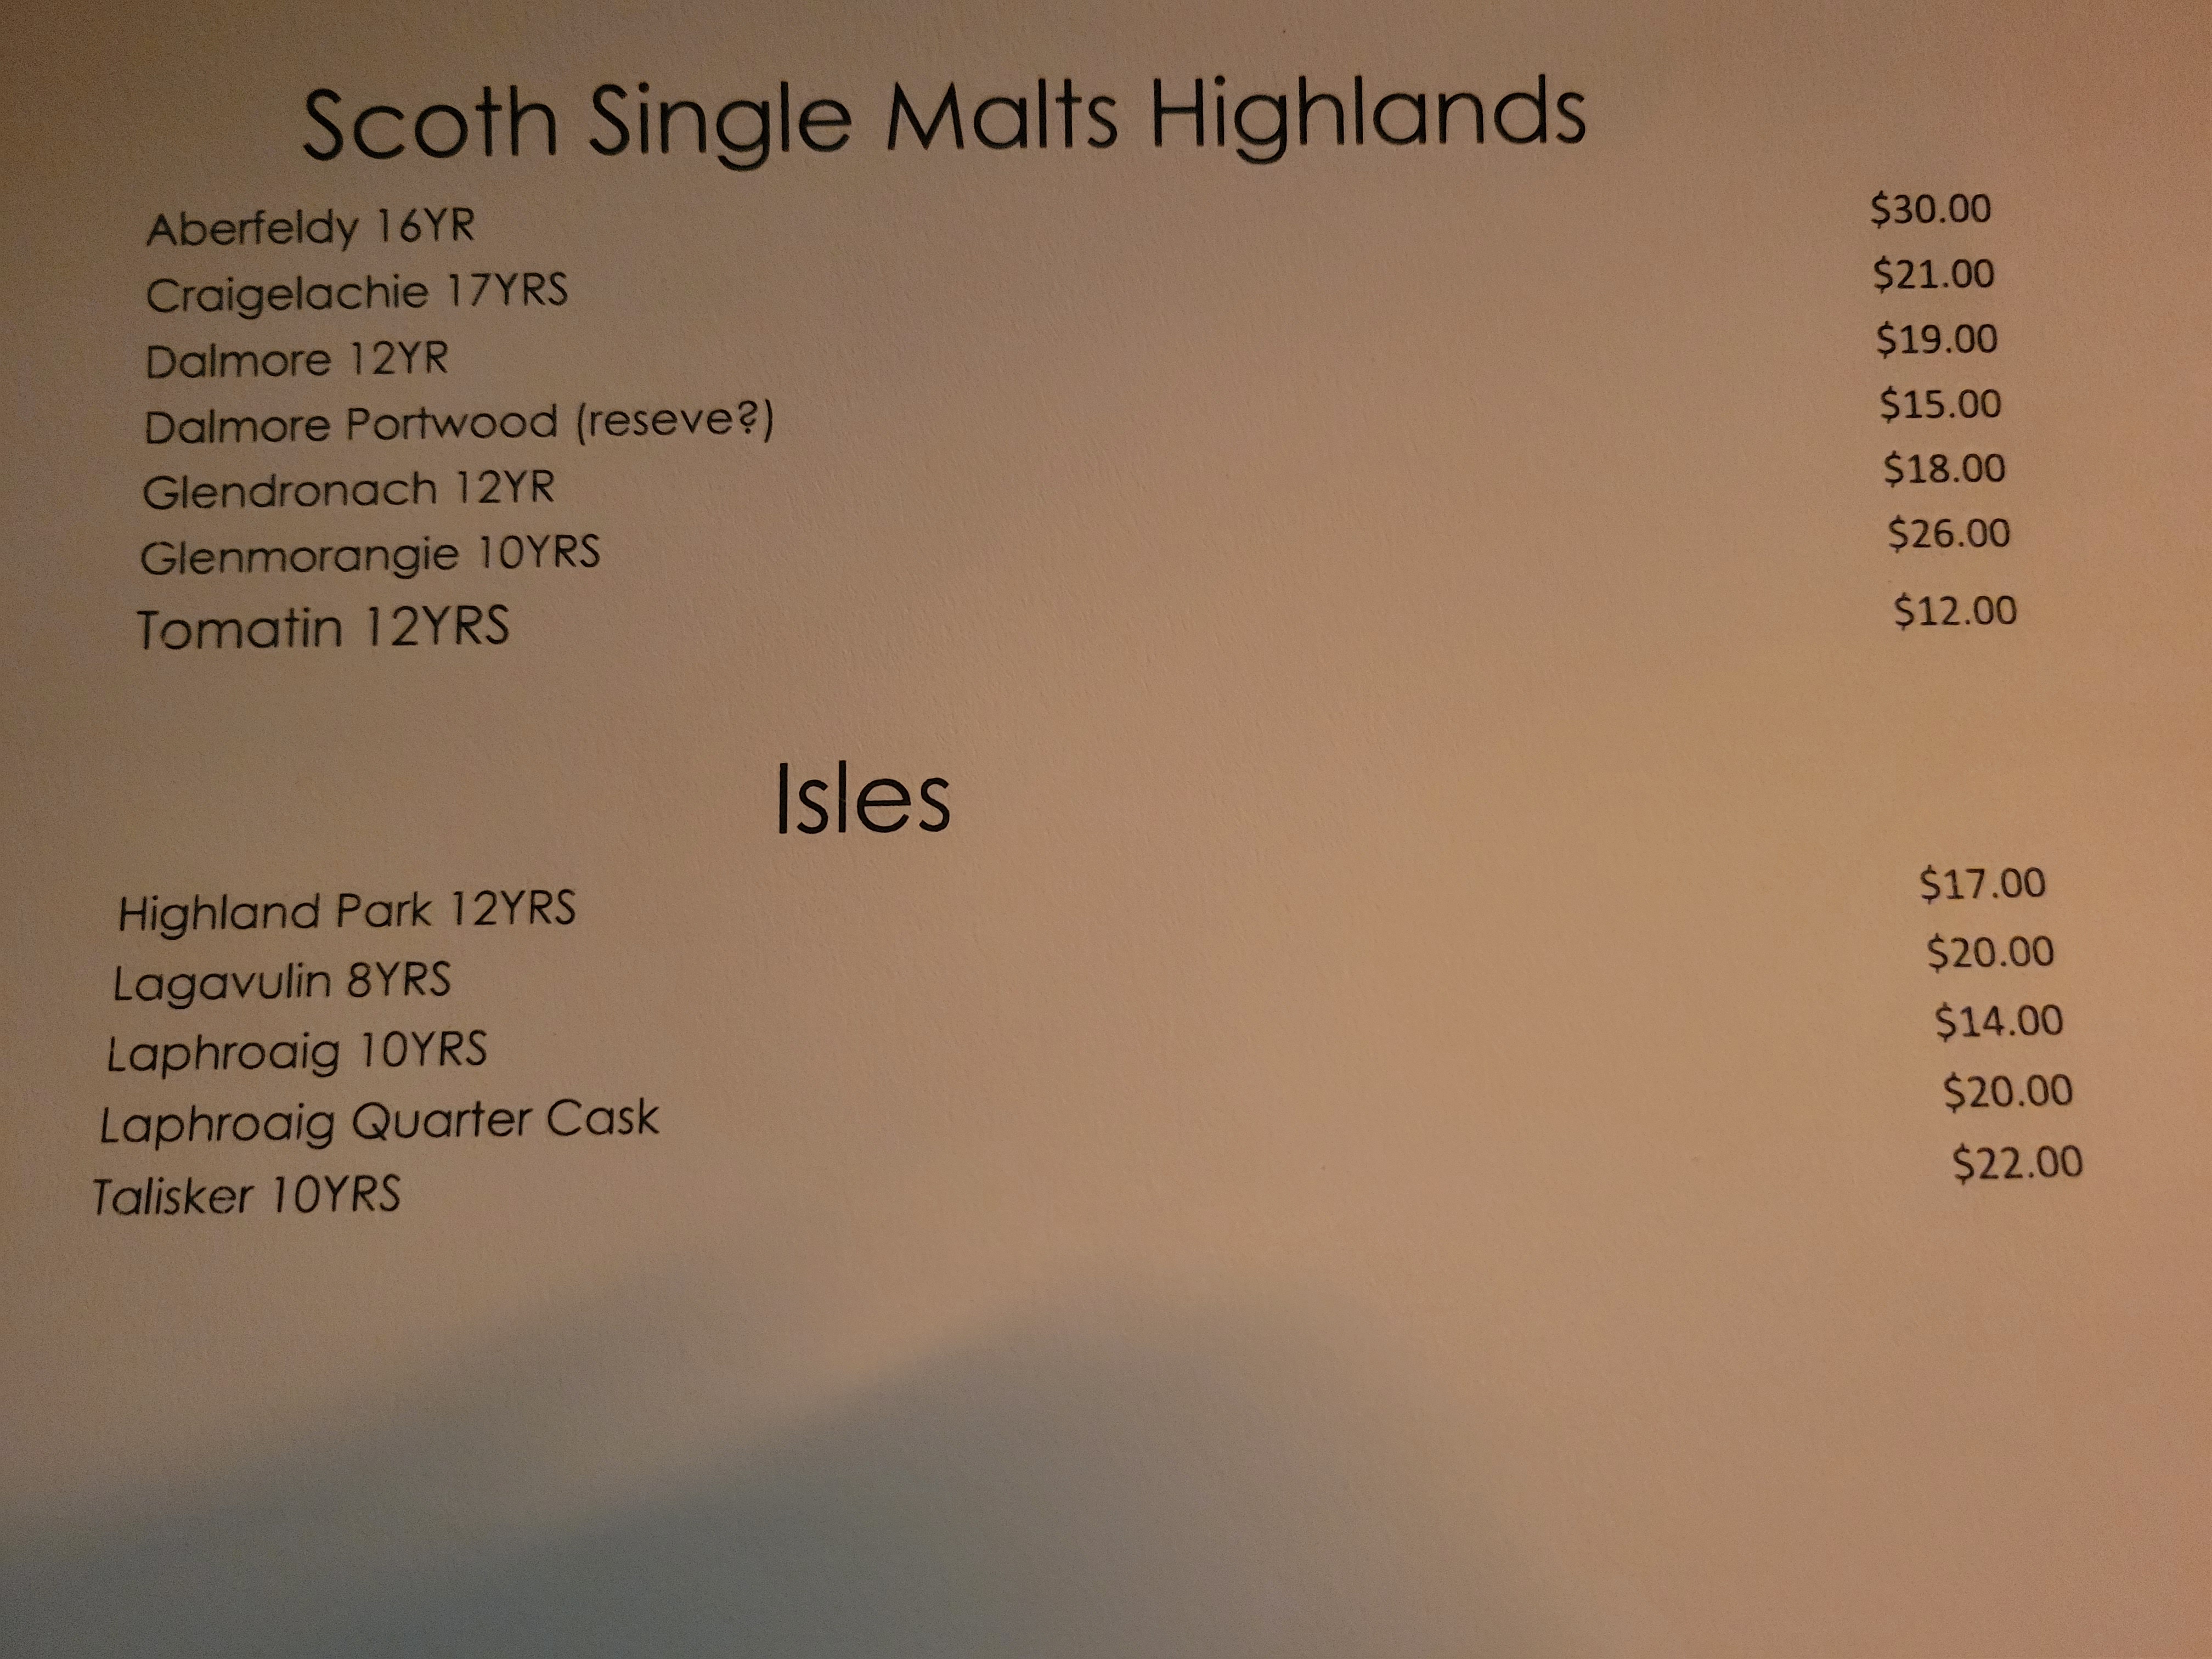 Scoth Single Malts Highlands
Aberfeldy 16YR $30.00
Craigelachie 17YRS $21.00
Dalmore 12YR $19.00
Dalmore Portwood (reseve?) $15.00
Glendronach 12YR $18.00
Glenmorangie 10YRS $26.00
Tomatin 12YRS $12.00
Isles
Highland Park 12YRS $17.00
Lagavulin 8YRS $20.00
Laphroaig 10YRS $14.00
Laphroaig Quarter Cask $20.00
Talisker 10YRS $22.00